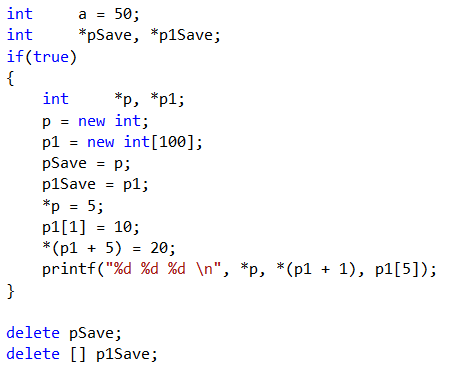 int     a = 50;
int     *pSave, *p1Save;
if(true)
{
    int     *p, *p1;
    p = new int;
    p1 = new int[100];
    pSave = p;
    p1Save = p1;
    *p = 5;
    p1[1] = 10;
    *(p1 + 5) = 20;
    printf("%d %d %d \n", *p, *(p1 + 1), p1[5]);
}

delete pSave;
delete [] p1Save;